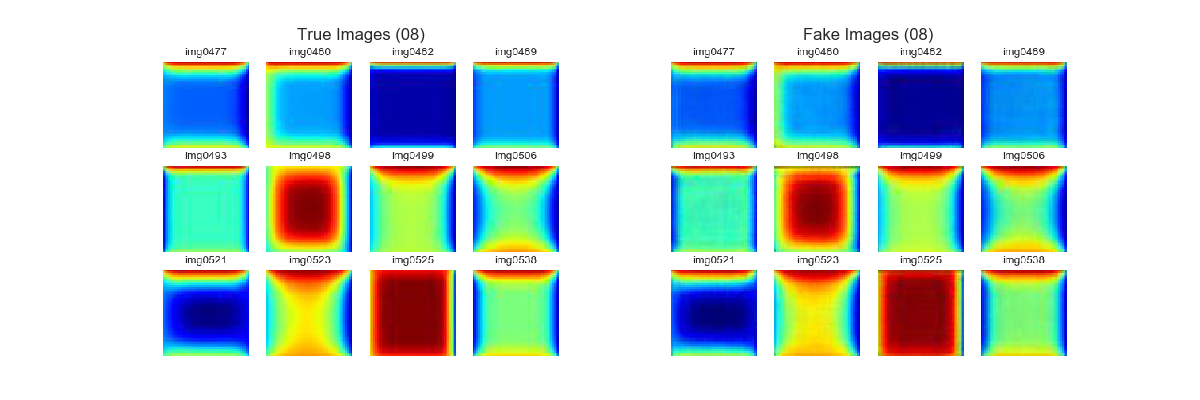 True Images (08)
img0477 img0480 img0482 img0489
img0493 img0498 img0499 img0506
img0521 img0523 img0525 img0538
Fake Images (08)
img0477 img0480 img0482 img0489
img0493 img0498 img0499 img0506
img0521 img0523 img0525 img0538